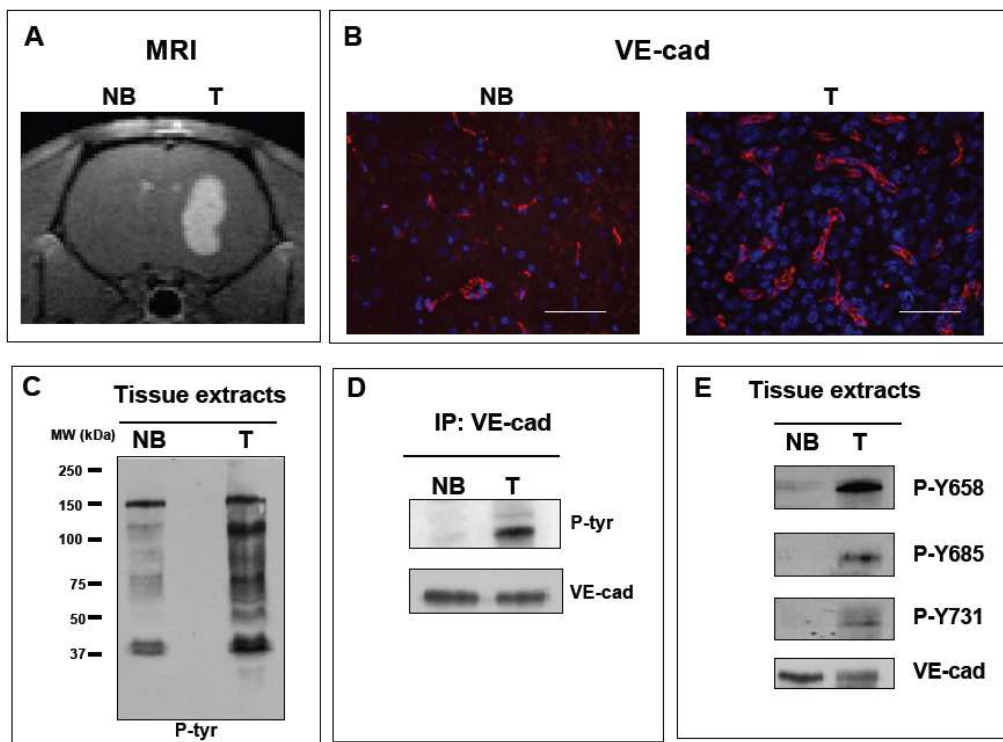 A
MRI
NB T
B
VE-cad
NB T
C
Tissue extracts
MW (kDa) NB T
250
150
100
75
50
37
P-tyr
D
IP: VE-cad
NB T
P-tyr
VE-cad
E
Tissue extracts
NB T
P-Y658
P-Y685
P-Y731
VE-cad